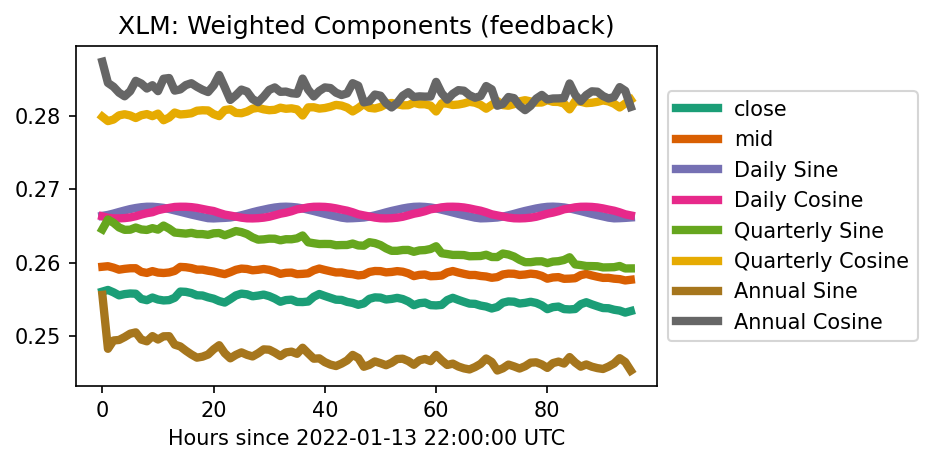 XLM: Weighted Components (feedback)
0.28
0.27
0.26
0.25
0 20 40 60 80
Hours since 2022-01-13 22:00:00 UTC
close
mid
Daily Sine
Daily Cosine
Quarterly Sine
Quarterly Cosine
Annual Sine
Annual Cosine